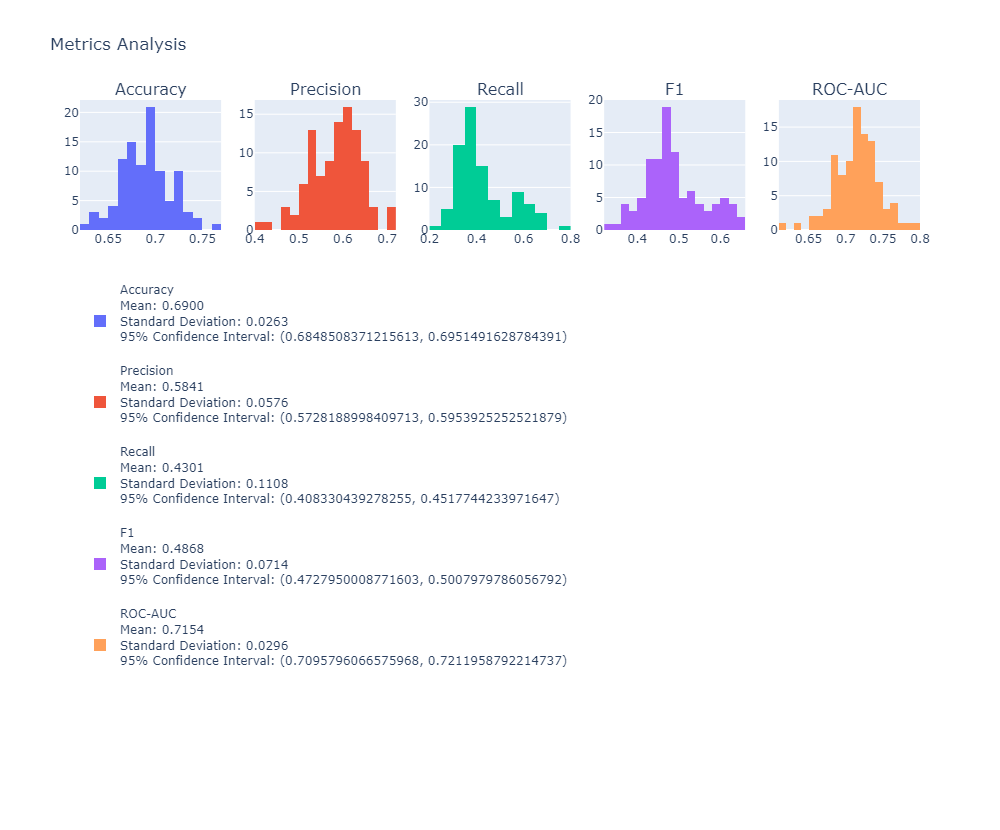 Metrics Analysis
Accuracy
Precision
Recall
F1
ROC-AUC
20
15
10
5
0
0.65
0.7
0.75
15
10
5
0
0.4
0.5
0.6
0.7
30
20
10
0
0.2
0.4
0.6
0.8
20
15
10
5
0
0.4
0.5
0.6
15
10
5
0
0.65
0.7
0.75
0.8
Accuracy
Mean: 0.6900
Standard Deviation: 0.0263
95% Confidence Interval: (0.6848508371215613, 0.6951491628784391)
Precision
Mean: 0.5841
Standard Deviation: 0.0576
95% Confidence Interval: (0.5728188998409713, 0.5953925252521879)
Recall
Mean: 0.4301
Standard Deviation: 0.1108
95% Confidence Interval: (0.408330439278255, 0.4517744233971647)
F1
Mean: 0.4868
Standard Deviation: 0.0714
95% Confidence Interval: (0.4727950008771603, 0.5007979786056792)
ROC-AUC
Mean: 0.7154
Standard Deviation: 0.0296
95% Confidence Interval: (0.7095796066575968, 0.7211958792214737)